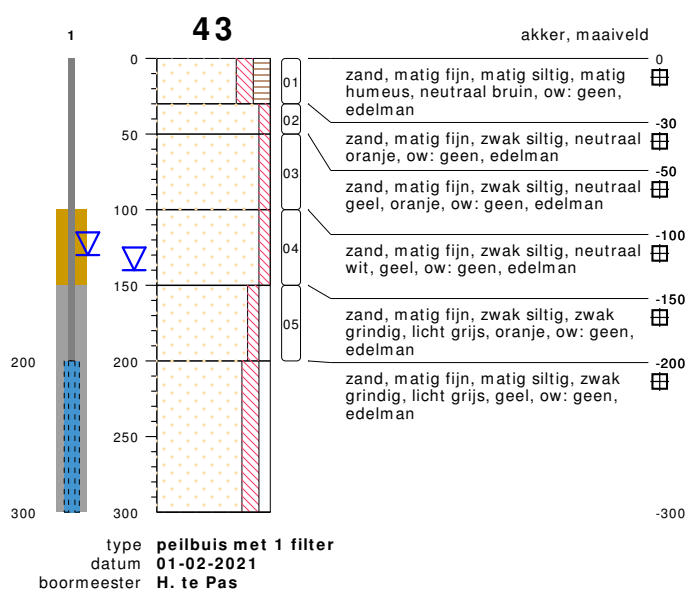 43
1
akker, maaiveld
0
50
100
150
200
250
300
200
300
01
02
03
04
05
0
zand, matig fijn, matig siltig, matig
humeus, neutraal bruin, ow: geen,
edelman
-30
zand, matig fijn, zwak siltig, neutraal
oranje, ow: geen, edelman
-50
zand, matig fijn, zwak siltig, neutraal
geel, oranje, ow: geen, edelman
-100
zand, matig fijn, zwak siltig, neutraal
wit, geel, ow: geen, edelman
-150
zand, matig fijn, zwak siltig, zwak
grindig, licht grijs, oranje, ow: geen,
edelman
-200
zand, matig fijn, matig siltig, zwak
grindig, licht grijs, geel, ow: geen,
edelman
-300
type peilbuis met 1 filter
datum 01-02-2021
boormeester H. te Pas